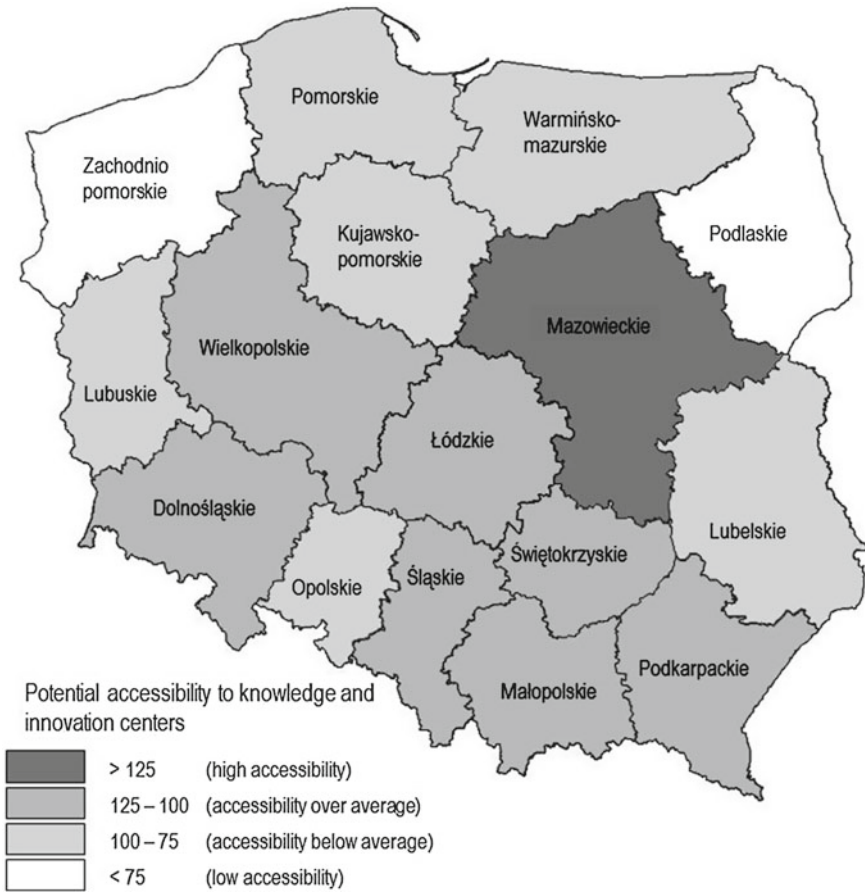 Pomorskie
Warmińsko-
mazurskie
Zachodnio
pomorskie
Kujawsko-
pomorskie
Podlaskie
Mazowieckie
Wielkopolskie
Lubuskie
Łódzkie
Dolnośląskie
Lubelskie
Świętokrzyskie
Opolskie
Śląskie
Podkarpackie
Małopolskie
Potential accessibility to knowledge and
innovation centers
> 125 (high accessibility)
125 – 100 (accessibility over average)
100 – 75 (accessibility below average)
< 75 (low accessibility)